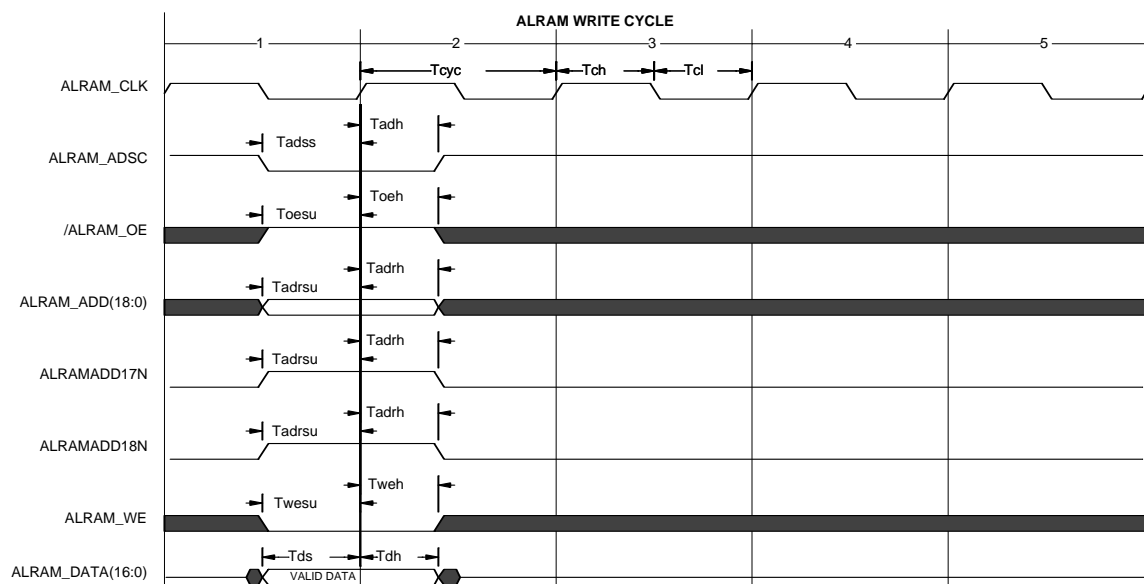 ALRAM WRITE CYCLE
1 2 3 4 5
Tcyc Tch Tcl
ALRAM_CLK
Tadh
Tadss
ALRAM_ADSC
Toeh
Toesu
/ALRAM_OE
Tadrh
Tadrsu
ALRAM_ADD(18:0)
Tadrh
Tadrsu
ALRAMADD17N
Tadrh
Tadrsu
ALRAMADD18N
Tweh
Twesu
ALRAM_WE
Tds Tdh
ALRAM_DATA(16:0)
VALID DATA